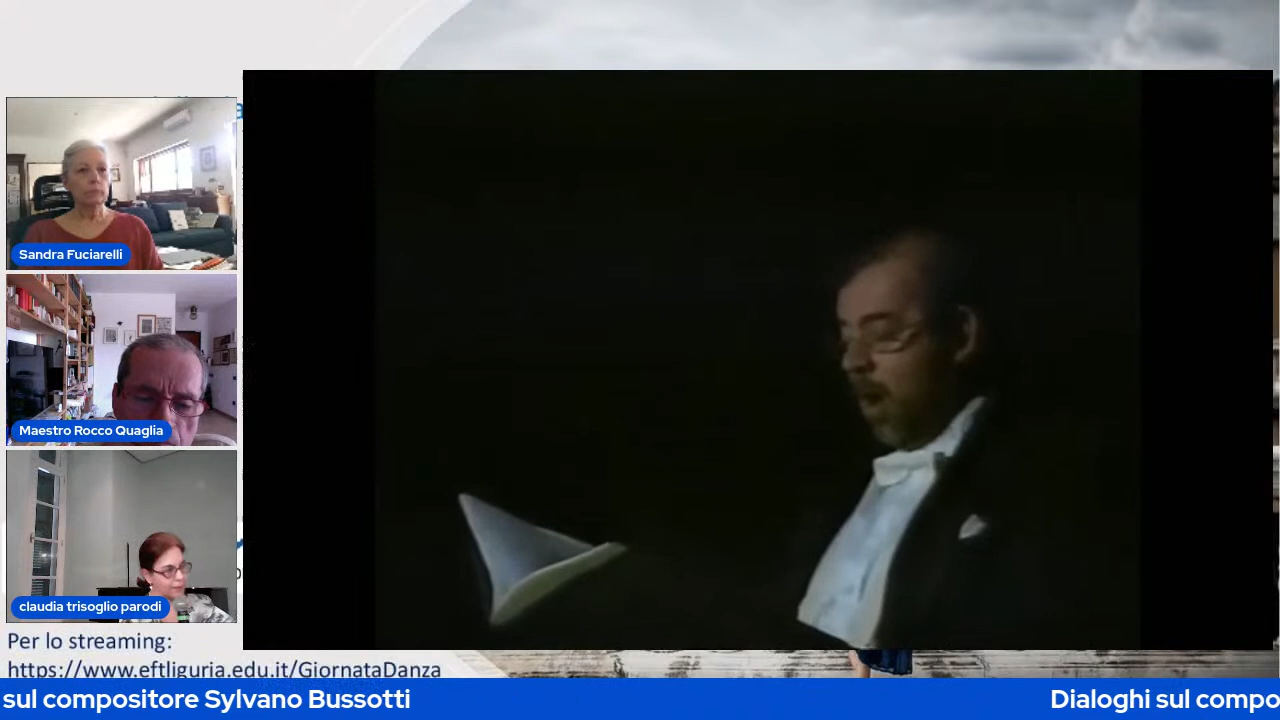 Sandra Fuciarelli
Maestro Rocco Quaglia
claudia trisoglio parodi
Per lo streaming:
https://www.eftliguria.edu.it/GiornataDanza
sul compositore Sylvano Bussotti
Dialoghi sul compo